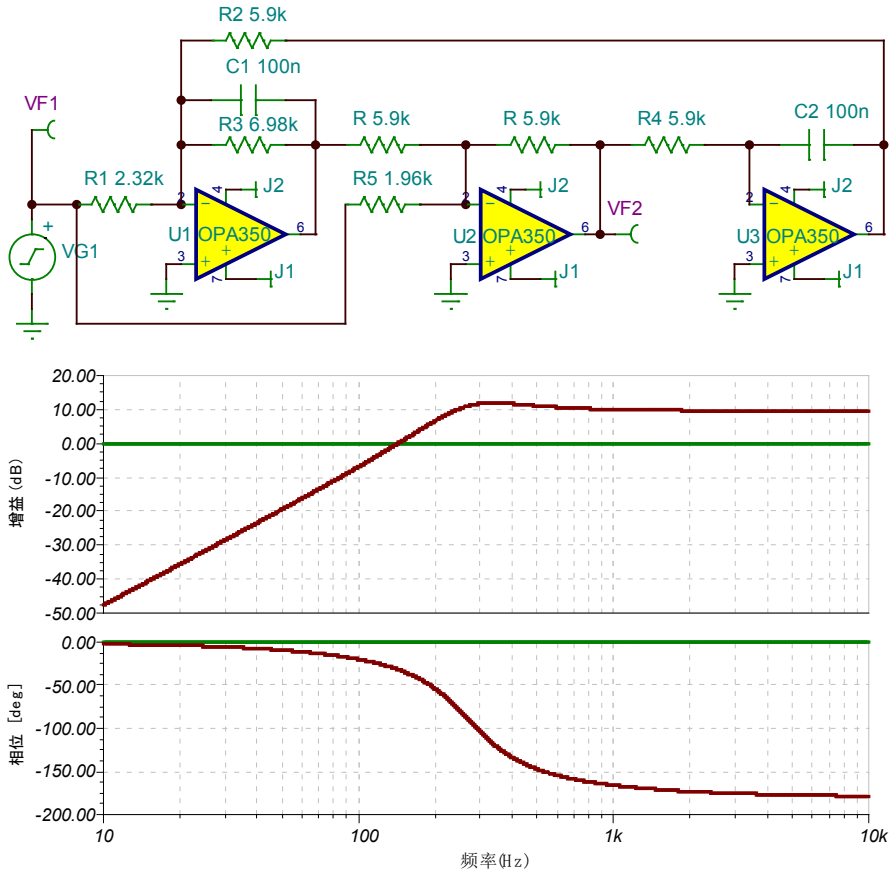 R2 5.9k
C1 100n
VF1
R3 6.98k
R 5.9k
R 5.9k
R4 5.9k
C2 100n
R1 2.32k
R5 1.96k
VF2
2
4
J2
2
4
J2
2
4
J2
+
VG1
U1
OPA350
6
U2
OPA350
6
U3
OPA350
6
3
+
7
J1
3
+
7
J1
3
+
7
J1
20.00
10.00
0.00
-10.00
-20.00
-30.00
-40.00
-50.00
增益(dB)
0.00
-50.00
-100.00
-150.00
-200.00
相位 [deg]
10
100
1k
10k
频率(Hz)